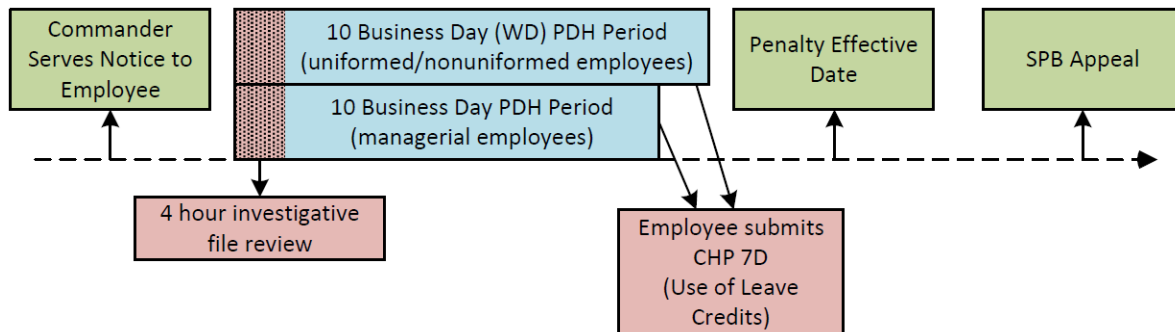 Commander
Serves Notice to
Employee
10 Business Day (WD) PDH Period
(uniformed/nonuniformed employees)
10 Business Day PDH Period
(managerial employees)
Penalty Effective
Date
SPB Appeal
4 hour investigative
file review
Employee submits
CHP 7D
(Use of Leave
Credits)